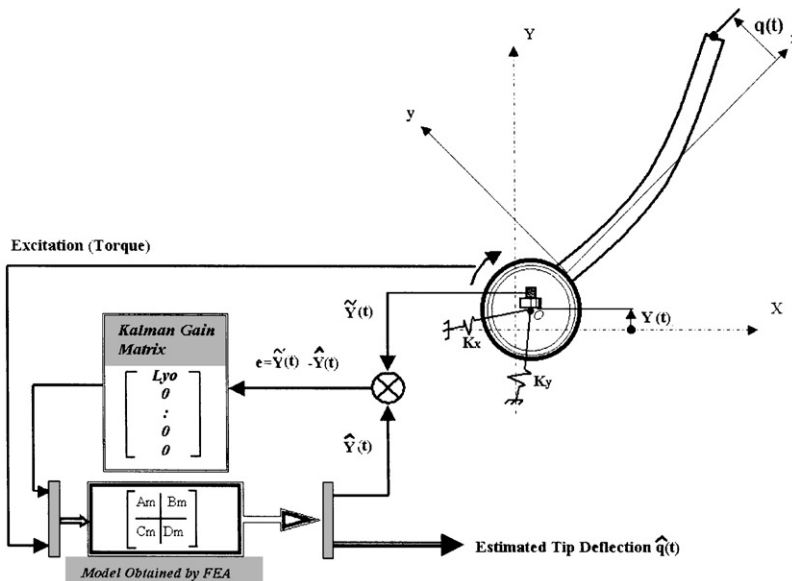 q(t)
Y
y
Excitation (Torque)
Ỹ(t)
X
Y(t)
O
Kx
Ky
Kalman Gain
Matrix
e=Ỹ(t) -Ŷ(t)
Lyo
0
:
0
0
Ŷ(t)
Am Bm
Cm Dm
Estimated Tip Deflection q̂(t)
Model Obtained by FEA